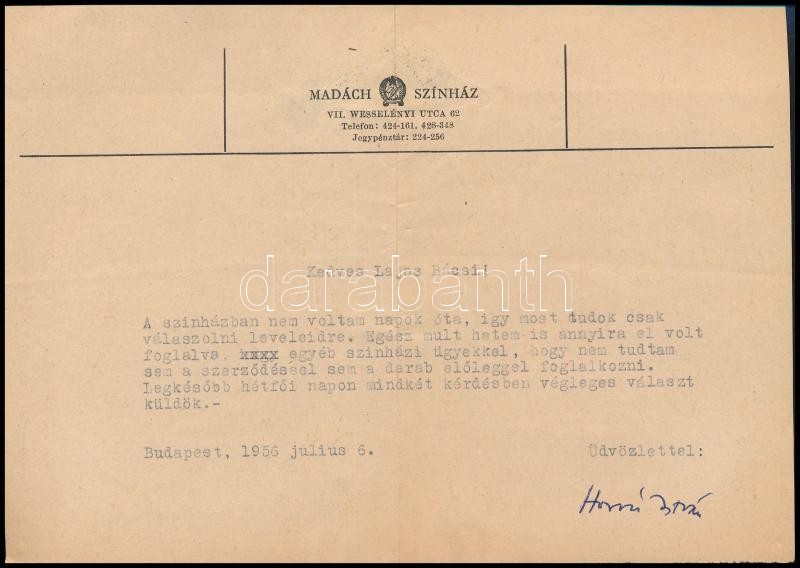 MADÁCH SZÍNHÁZ
VII. WESSELÉNYI UTCA 62
Telefon: 424-161, 428-348
Jegypénztár: 224-256
Kedves Lajos Bácsi!
darabanth
A szinházban nem voltam napok óta, igy most tudok csak
válaszolni leveleidre. Egész mult hetem is annyira el volt
foglalva, xxxx egyéb szinházi ügyekkel, hogy nem tudtam
sem a szerződéssel sem a darab előleggel foglalkozni.
Legkésőbb hétfői napon mindkét kérdésben végleges választ
küldök.-
Budapest, 1956 julius 6. Üdvözlettel: